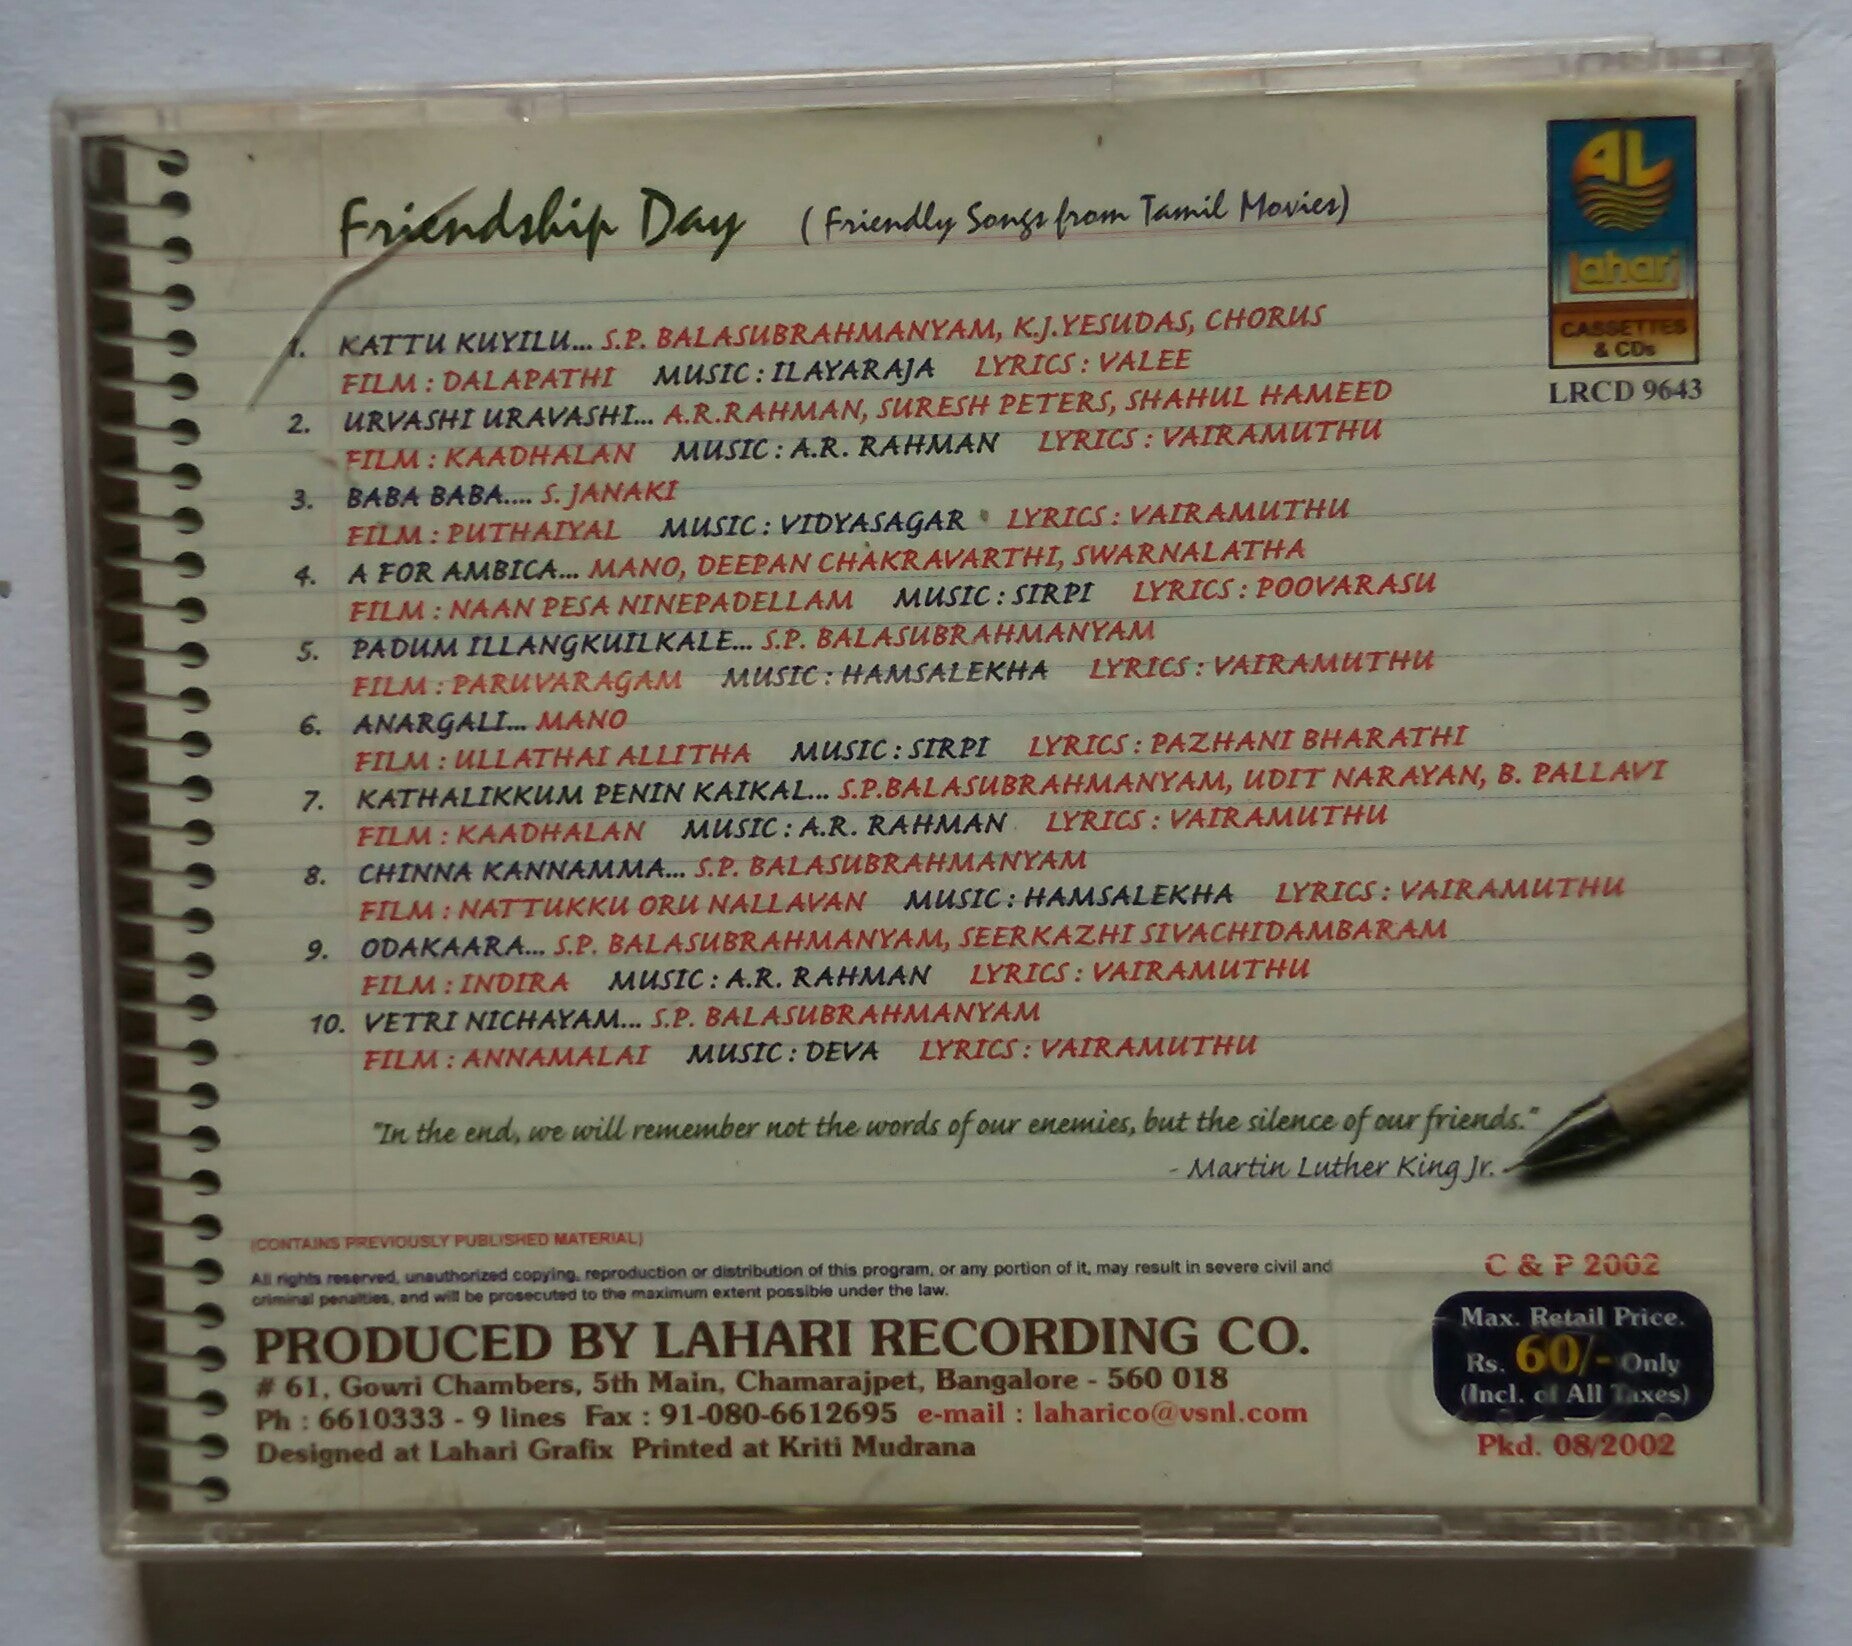 Friendship Day (Friendly Songs from Tamil Movies)
AL
lahari
CASSETTES
& CDs
LRCD 9643
1. KATTU KUYILU... S.P. BALASUBRAHMANYAM, K.J.YESUDAS, CHORUS
FILM : DALAPATHI MUSIC : ILAYARAJA LYRICS : VALEE
2. URVASHI URAVASHI... A.R.RAHMAN, SURESH PETERS, SHAHUL HAMEED
FILM : KAADHALAN MUSIC : A.R. RAHMAN LYRICS : VAIRAMUTHU
3. BABA BABA.... S. JANAKI
FILM : PUTHAIYAL MUSIC : VIDYASAGAR LYRICS : VAIRAMUTHU
4. A FOR AMBICA... MANO, DEEPAN CHAKRAVARTHI, SWARNALATHA
FILM : NAAN PESA NINEPADELLAM MUSIC : SIRPI LYRICS : POOVARASU
5. PADUM ILLANGKUILKALE... S.P. BALASUBRAHMANYAM
FILM : PARUVARAGAM MUSIC : HAMSALEKHA LYRICS : VAIRAMUTHU
6. ANARGALI... MANO
FILM : ULLATHAI ALLITHA MUSIC : SIRPI LYRICS : PAZHANI BHARATHI
7. KATHALIKKUM PENIN KAIKAL... S.P.BALASUBRAHMANYAM, UDIT NARAYAN, B. PALLAVI
FILM : KAADHALAN MUSIC : A.R. RAHMAN LYRICS : VAIRAMUTHU
8. CHINNA KANNAMMA... S.P. BALASUBRAHMANYAM
FILM : NATTUKKU ORU NALLAVAN MUSIC : HAMSALEKHA LYRICS : VAIRAMUTHU
9. ODAKAARA... S.P. BALASUBRAHMANYAM, SEERKAZHI SIVACHIDAMBARAM
FILM : INDIRA MUSIC : A.R. RAHMAN LYRICS : VAIRAMUTHU
10. VETRI NICHAYAM... S.P. BALASUBRAHMANYAM
FILM : ANNAMALAI MUSIC : DEVA LYRICS : VAIRAMUTHU
"In the end, we will remember not the words of our enemies, but the silence of our friends."
- Martin Luther King Jr.
(CONTAINS PREVIOUSLY PUBLISHED MATERIAL)
All rights reserved, unauthorized copying, reproduction or distribution of this program, or any portion of it, may result in severe civil and
criminal penalties, and will be prosecuted to the maximum extent possible under the law.
PRODUCED BY LAHARI RECORDING CO.
# 61, Gowri Chambers, 5th Main, Chamarajpet, Bangalore - 560 018
Ph : 6610333 - 9 lines Fax : 91-080-6612695 e-mail : laharico@vsnl.com
Designed at Lahari Grafix Printed at Kriti Mudrana
C & P 2002
Max. Retail Price.
Rs. 60/- Only
(Incl. of All Taxes)
Pkd. 08/2002